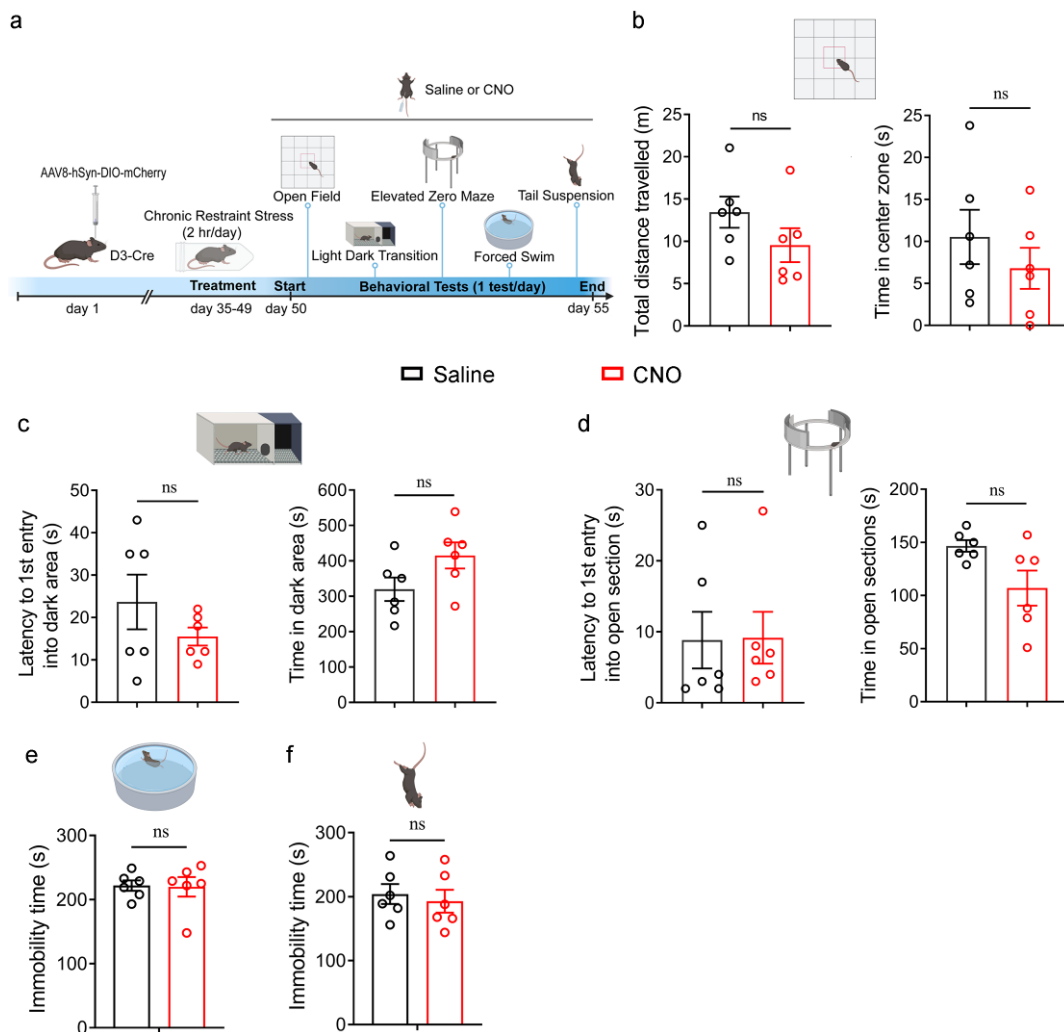 a
Saline or CNO
AAV8-hSyn-DIO-mCherry
Open Field
Elevated Zero Maze
Tail Suspension
Chronic Restraint Stress
(2 hr/day)
D3-Cre
Light Dark Transition
Forced Swim
Treatment
Start
Behavioral Tests (1 test/day)
End
day 1
day 35-49
day 50
day 55
b
Total distance travelled (m)
25
20
15
10
5
0
ns
Time in center zone (s)
25
20
15
10
5
0
ns
Saline
CNO
c
Latency to 1st entry
into dark area (s)
50
40
30
20
10
0
ns
Time in dark area (s)
600
500
400
300
200
100
0
ns
d
Latency to 1st entry
into open section (s)
30
20
10
0
ns
Time in open sections (s)
200
150
100
50
0
ns
e
Immobility time (s)
300
200
100
0
ns
f
Immobility time (s)
300
200
100
0
ns